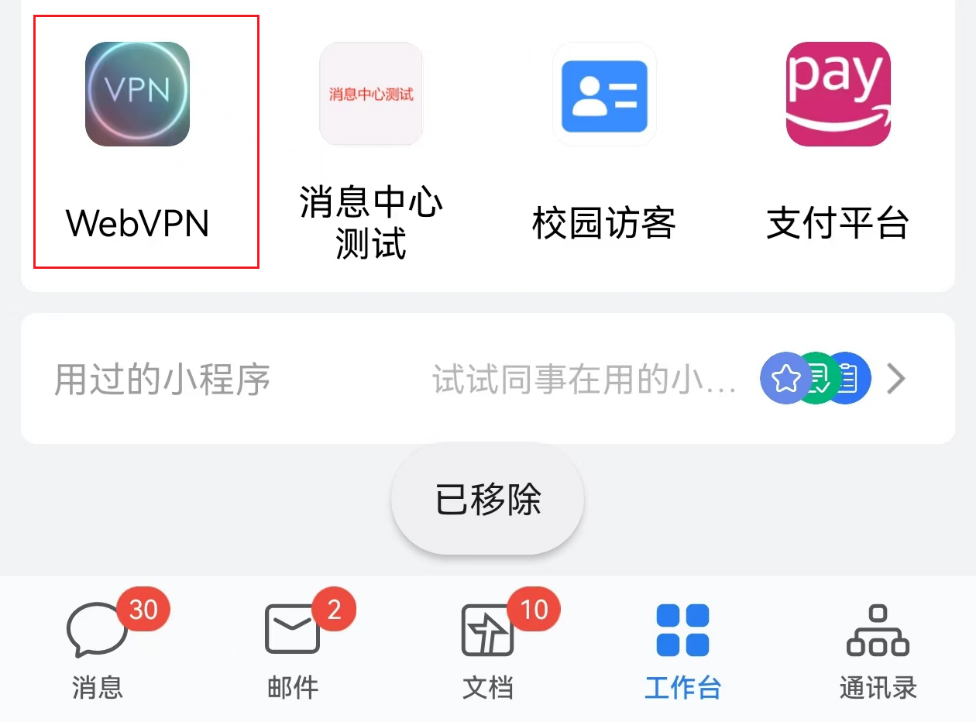 VPN
消息中心测试
pay
WebVPN
消息中心
测试
校园访客
支付平台
用过的小程序
试试同事在用的小...
已移除
30
2
10
消息
邮件
文档
工作台
通讯录